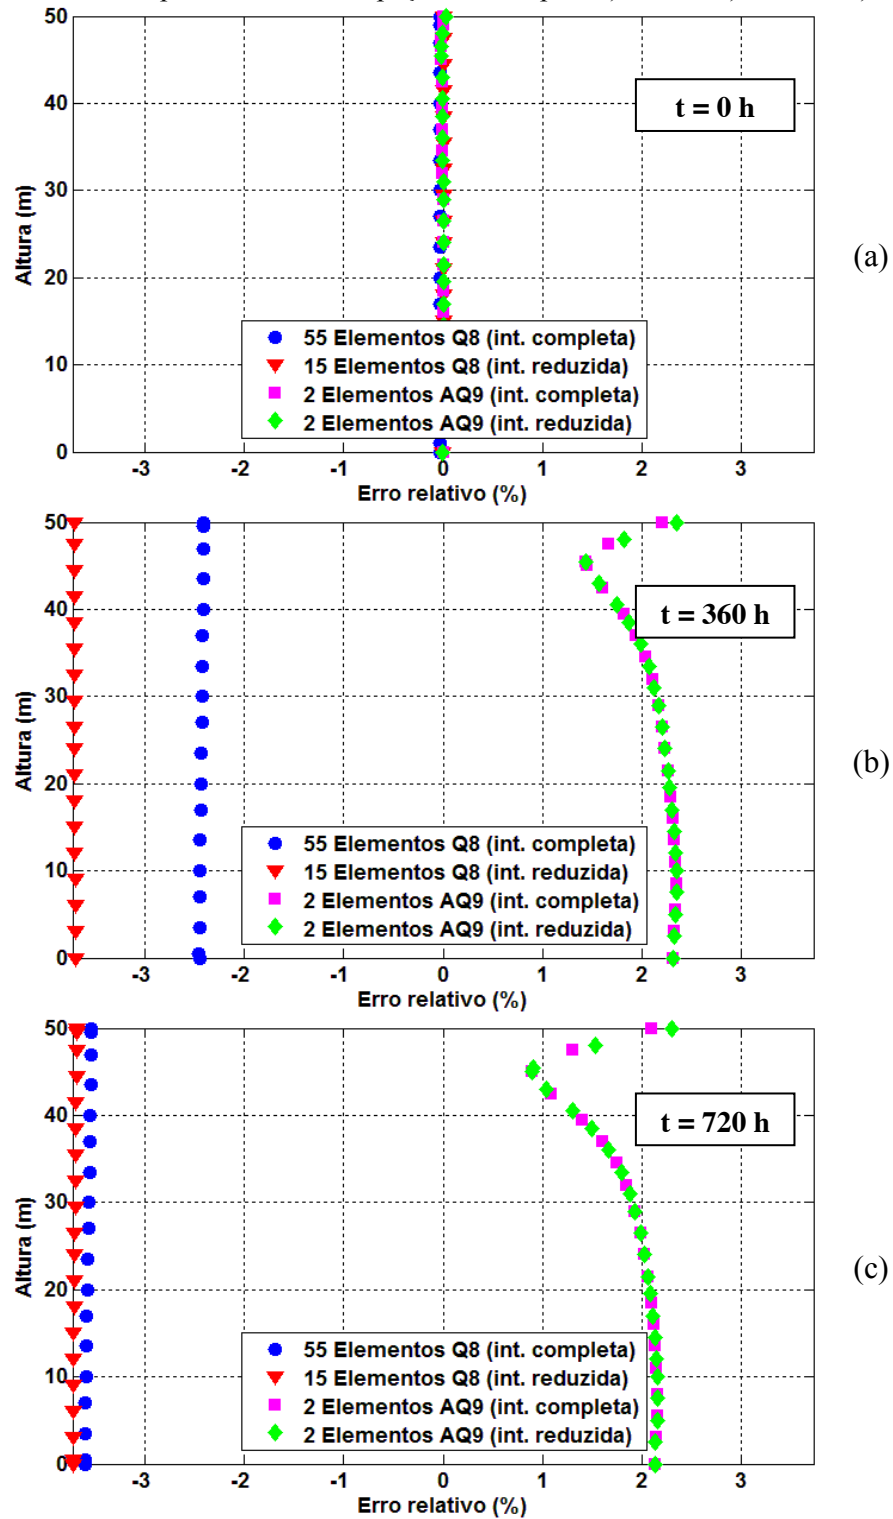 50
40
30
20
10
0
Altura (m)
t = 0 h
(a)
55 Elementos Q8 (int. completa)
15 Elementos Q8 (int. reduzida)
2 Elementos AQ9 (int. completa)
2 Elementos AQ9 (int. reduzida)
-3 -2 -1 0 1 2 3
Erro relativo (%)
50
40
30
20
10
0
Altura (m)
t = 360 h
(b)
55 Elementos Q8 (int. completa)
15 Elementos Q8 (int. reduzida)
2 Elementos AQ9 (int. completa)
2 Elementos AQ9 (int. reduzida)
-3 -2 -1 0 1 2 3
Erro relativo (%)
50
40
30
20
10
0
Altura (m)
t = 720 h
(c)
55 Elementos Q8 (int. completa)
15 Elementos Q8 (int. reduzida)
2 Elementos AQ9 (int. completa)
2 Elementos AQ9 (int. reduzida)
-3 -2 -1 0 1 2 3
Erro relativo (%)